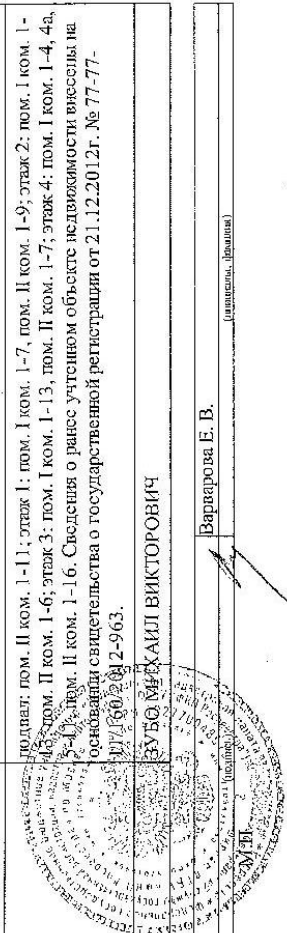 подвал: пом. II ком. 1-11; этаж 1: пом. I ком. 1-7, пом. II ком. 1-9; этаж 2: пом. I ком. 1-
пом. II ком. 1-6; этаж 3: пом. I ком. 1-13, пом. II ком. 1-7; этаж 4: пом. I ком. 1-4, 4а,
пом. II ком. 1-16. Сведения о ранее учтенном объекте недвижимости внесены на
основании свидетельства о государственной регистрации от 21.12.2012г. № 77-77-
2012-963.
ЗУБО МИХАИЛ ВИКТОРОВИЧ
Варварова Е. В.
(подпись) (инициалы, фамилия)
М.П.